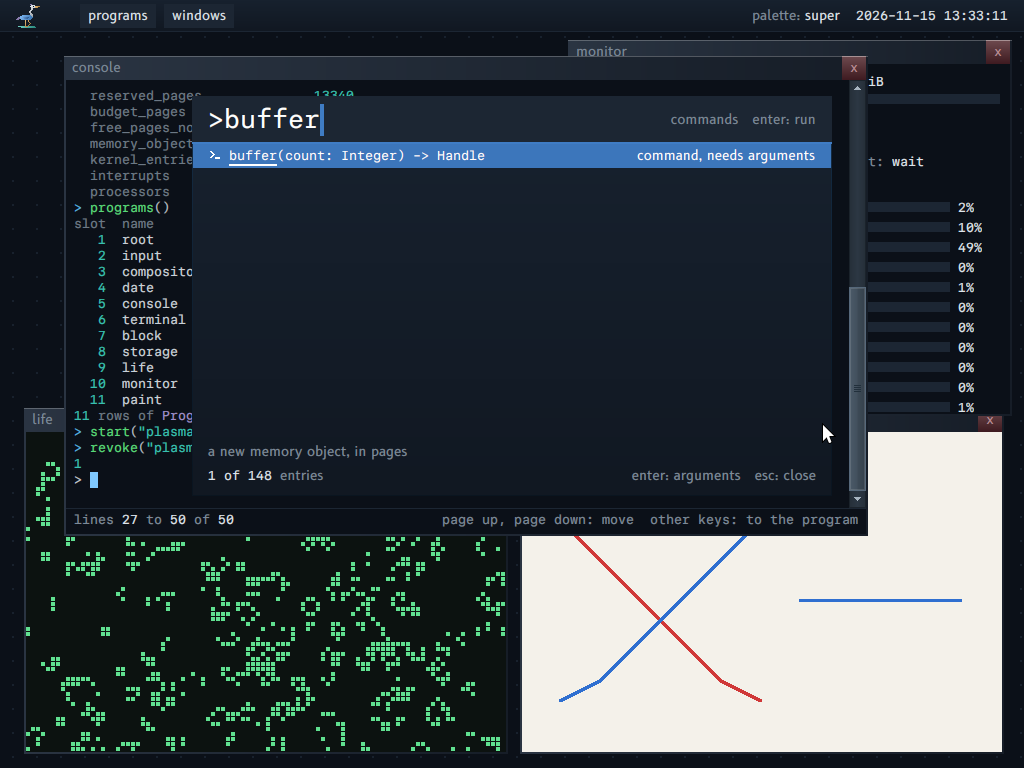 programs windows palette: super 2026-11-15 13:33:11
monitor x
console x
iB
reserved_pages 13340
>buffer commands enter: run
budget_pages
free_pages_no
memory_object
buffer(count: Integer) -> Handle command, needs arguments
kernel_entrie
t: wait
interrupts
processors
> programs()
2%
slot name
10%
1 root
49%
2 input
0%
3 composito
4 date
1%
5 console
0%
6 terminal
0%
7 block
0%
8 storage
0%
9 life
10 monitor
0%
11 paint
1%
11 rows of Prog
life
x
> start("plasma
> revoke("plasm
a new memory object, in pages
1
1 of 148 entries enter: arguments esc: close
>
lines 27 to 50 of 50 page up, page down: move other keys: to the program